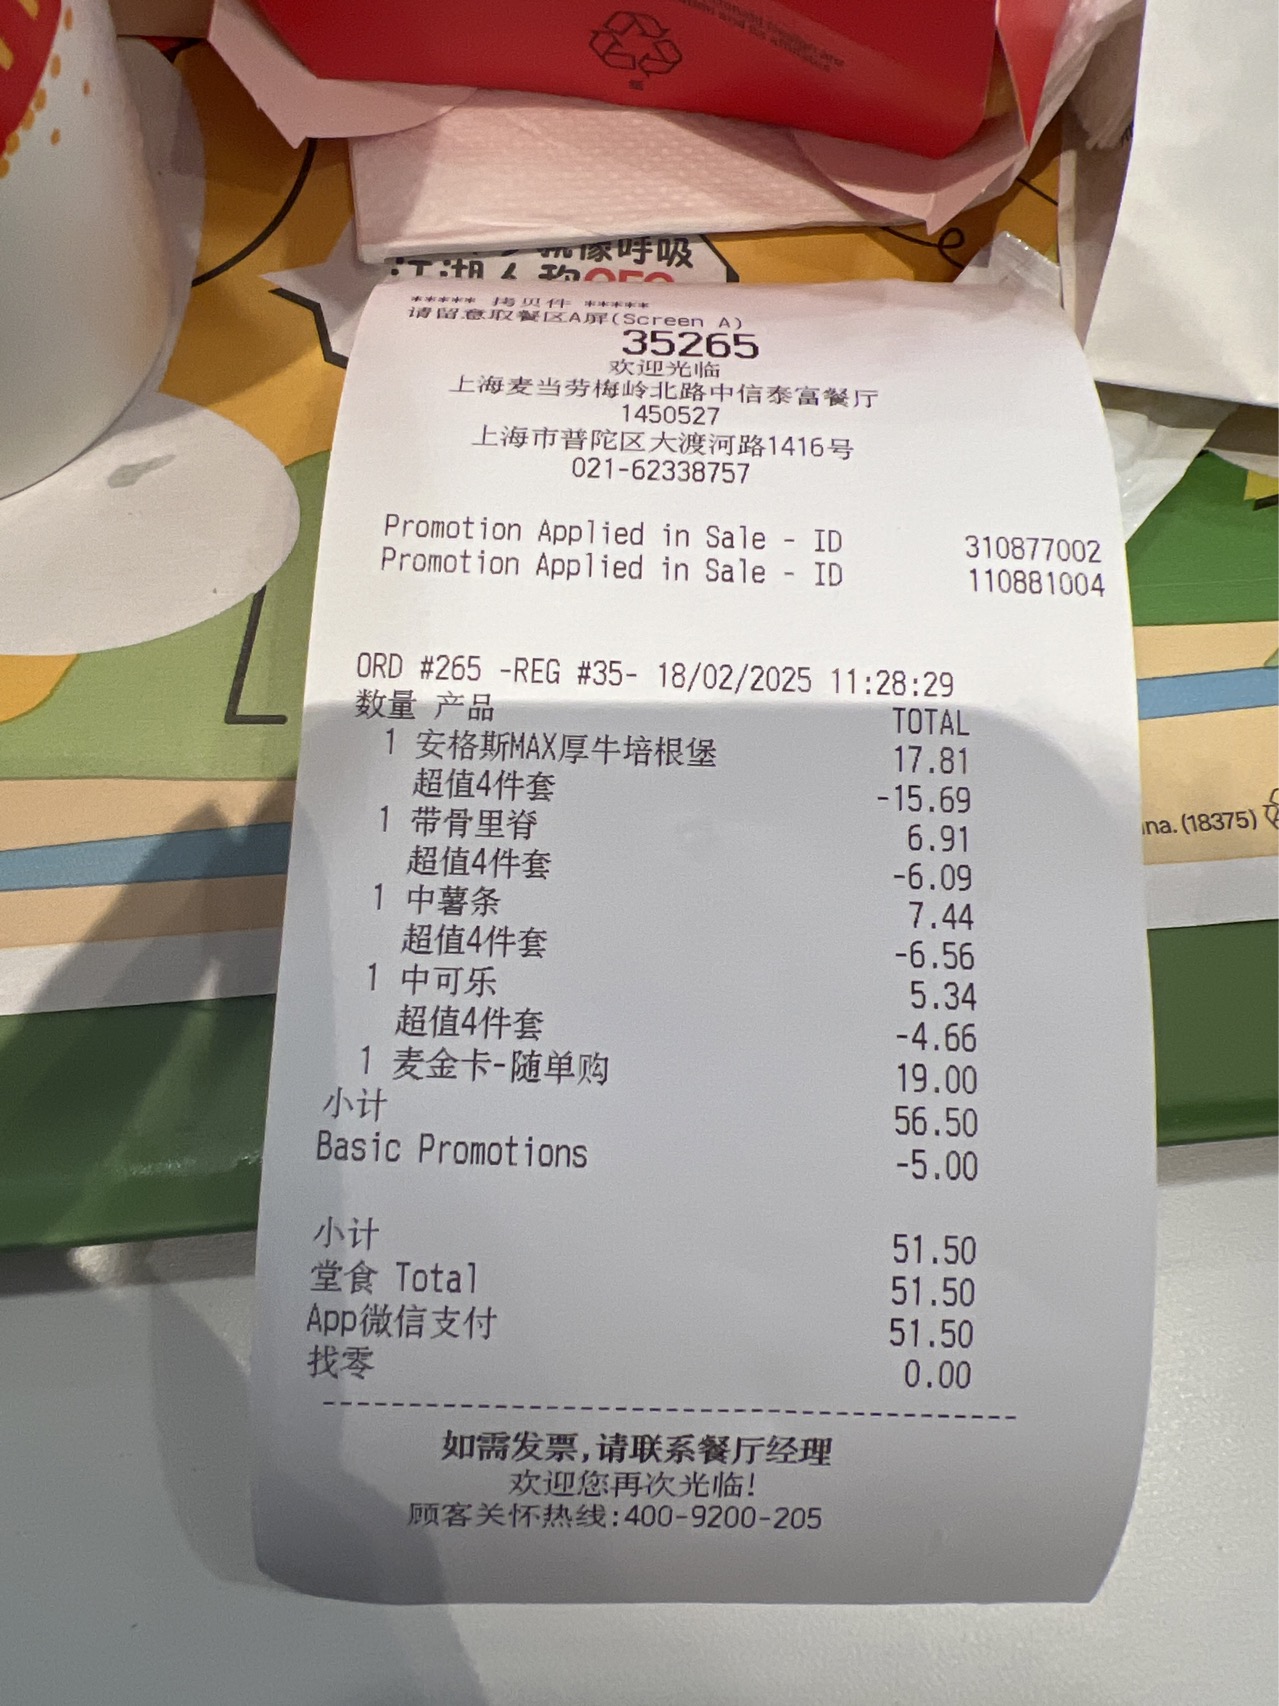 就像呼吸
江湖人称
***** 拷贝件 *****
请留意取餐区A屏(Screen A)
35265
欢迎光临
上海麦当劳梅岭北路中信泰富餐厅
1450527
上海市普陀区大渡河路1416号
021-62338757
Promotion Applied in Sale - ID 310877002
Promotion Applied in Sale - ID 110881004
ORD #265 -REG #35- 18/02/2025 11:28:29
数量 产品 TOTAL
1 安格斯MAX厚牛培根堡 17.81
超值4件套 -15.69
1 带骨里脊 6.91
超值4件套 -6.09
1 中薯条 7.44
超值4件套 -6.56
1 中可乐 5.34
超值4件套 -4.66
1 麦金卡-随单购 19.00
小计 56.50
Basic Promotions -5.00
小计 51.50
堂食 Total 51.50
App微信支付 51.50
找零 0.00
如需发票,请联系餐厅经理
欢迎您再次光临!
顾客关怀热线:400-9200-205
na. (18375)